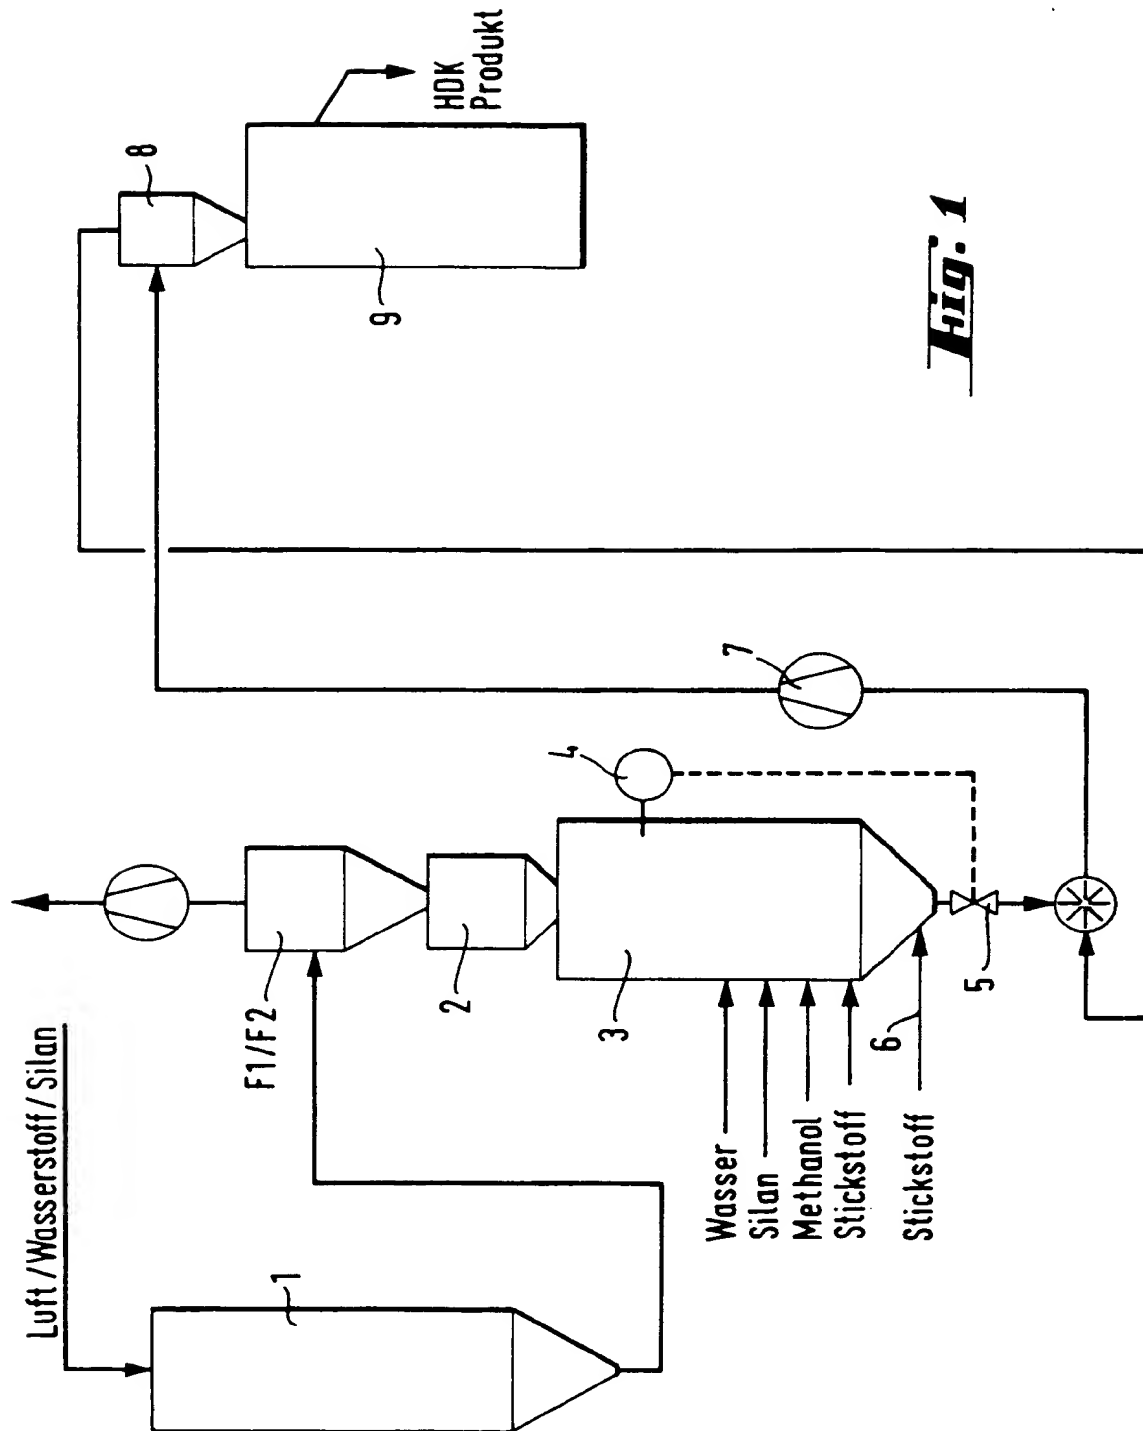 Luft/Wasserstoff/Silan
1
F1/F2
2
3
4
Wasser
Silan
Methanol
Stickstoff
6
Stickstoff
5
7
8
9
HDK
Produkt
Fig. 1